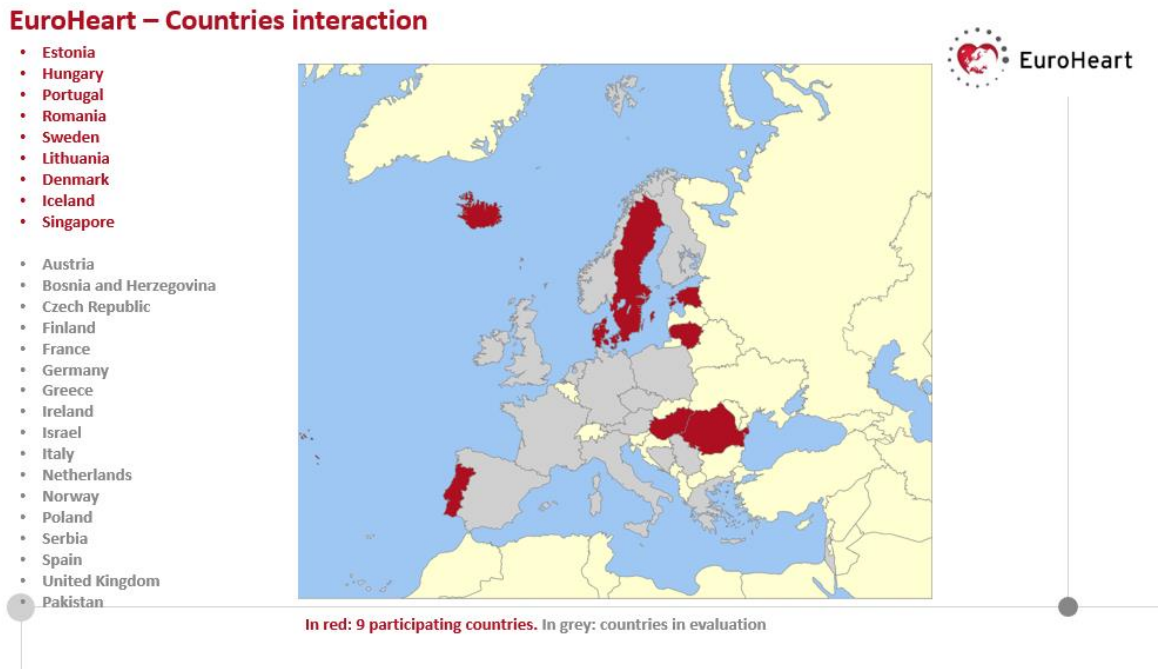 EuroHeart – Countries interaction
• Estonia
• Hungary
• Portugal
• Romania
• Sweden
• Lithuania
• Denmark
• Iceland
• Singapore
• Austria
• Bosnia and Herzegovina
• Czech Republic
• Finland
• France
• Germany
• Greece
• Ireland
• Israel
• Italy
• Netherlands
• Norway
• Poland
• Serbia
• Spain
• United Kingdom
• Pakistan
EuroHeart
In red: 9 participating countries. In grey: countries in evaluation